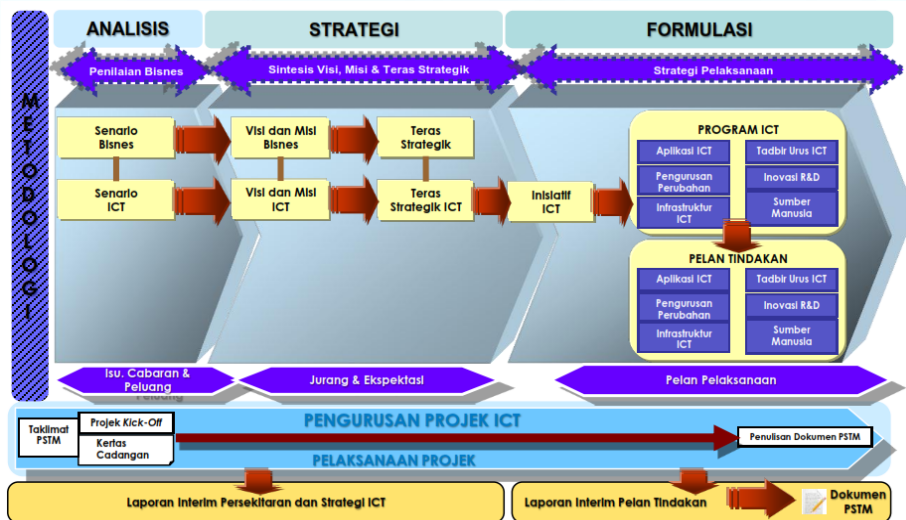 METODOLOGI
ANALISIS
STRATEGI
FORMULASI
Penilaian Bisnes
Sintesis Visi, Misi & Teras Strategik
Strategi Pelaksanaan
Senario
Bisnes
Visi dan Misi
Bisnes
Teras
Strategik
Senario
ICT
Visi dan Misi
ICT
Teras
Strategik ICT
Inisiatif
ICT
PROGRAM ICT
Aplikasi ICT
Tadbir Urus ICT
Pengurusan
Perubahan
Inovasi R&D
Infrastruktur
ICT
Sumber
Manusia
PELAN TINDAKAN
Aplikasi ICT
Tadbir Urus ICT
Pengurusan
Perubahan
Inovasi R&D
Infrastruktur
ICT
Sumber
Manusia
Isu. Cabaran &
Peluang
Peluang
Jurang & Ekspektasi
Pelan Pelaksanaan
PENGURUSAN PROJEK ICT
Taklimat
PSTM
Projek Kick-Off
Kertas
Cadangan
Penulisan Dokumen PSTM
PELAKSANAAN PROJEK
Laporan Interim Persekitaran dan Strategi ICT
Laporan Interim Pelan Tindakan
Dokumen
PSTM